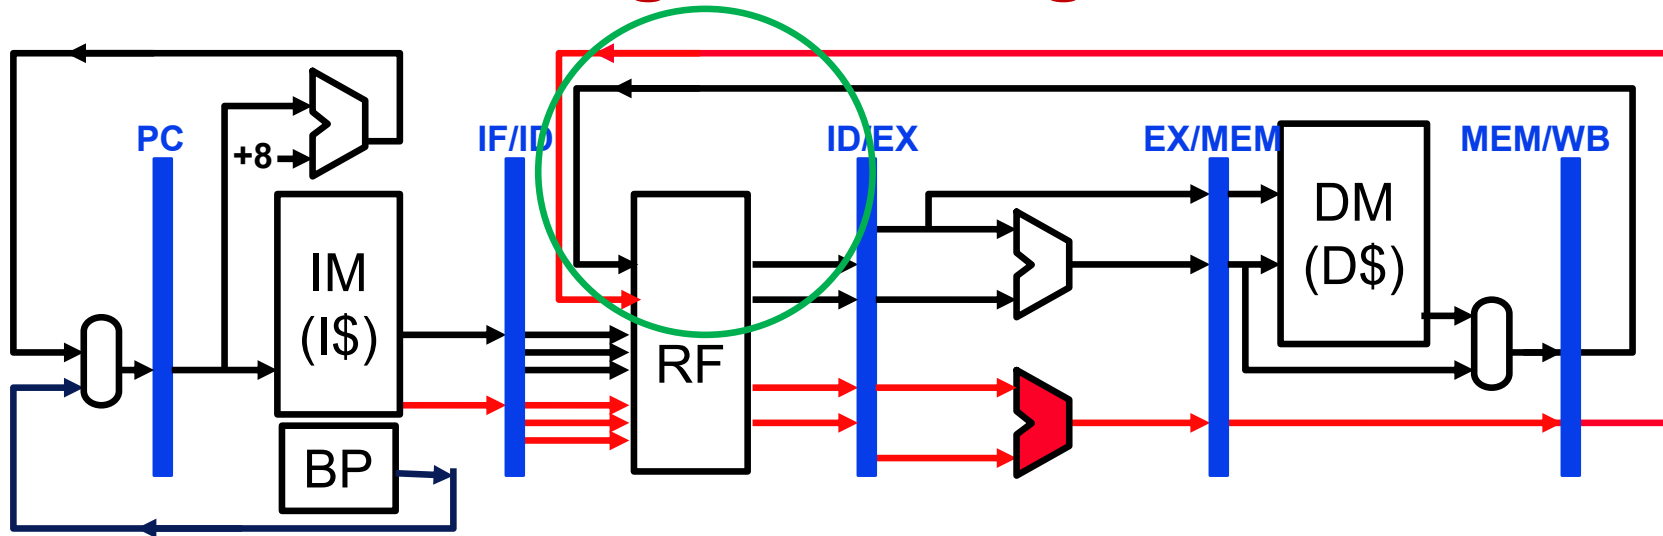 PC
IF/ID
ID/EX
EX/MEM
MEM/WB
+8
IM
(I$)
BP
RF
DM
(D$)